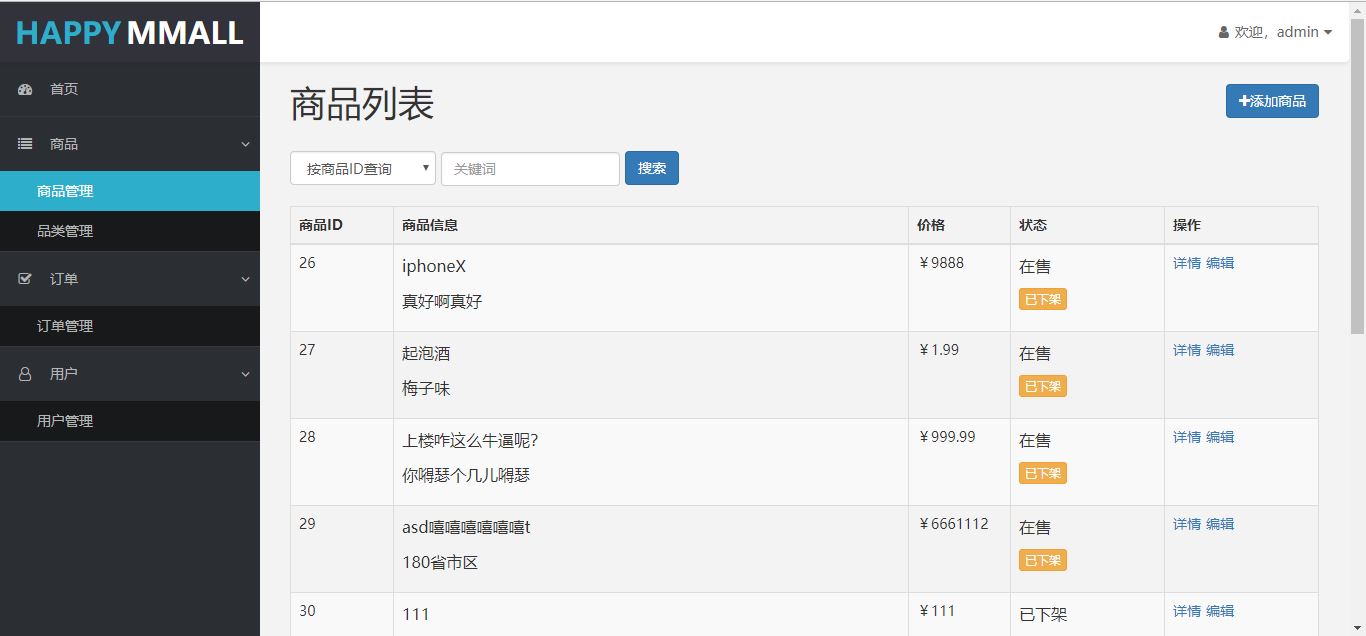 HAPPY MMALL
欢迎，admin
首页
商品
商品管理
品类管理
订单
订单管理
用户
用户管理
商品列表
添加商品
按商品ID查询 关键词 搜索
商品ID 商品信息 价格 状态 操作
26 iphoneX ￥9888 在售 详情 编辑
真好啊真好 已下架
27 起泡酒 ￥1.99 在售 详情 编辑
梅子味 已下架
28 上楼咋这么牛逼呢？ ￥999.99 在售 详情 编辑
你嘚瑟个几儿嘚瑟 已下架
29 asd嘻嘻嘻嘻嘻嘻t ￥6661112 在售 详情 编辑
180省市区 已下架
30 111 ￥111 已下架 详情 编辑